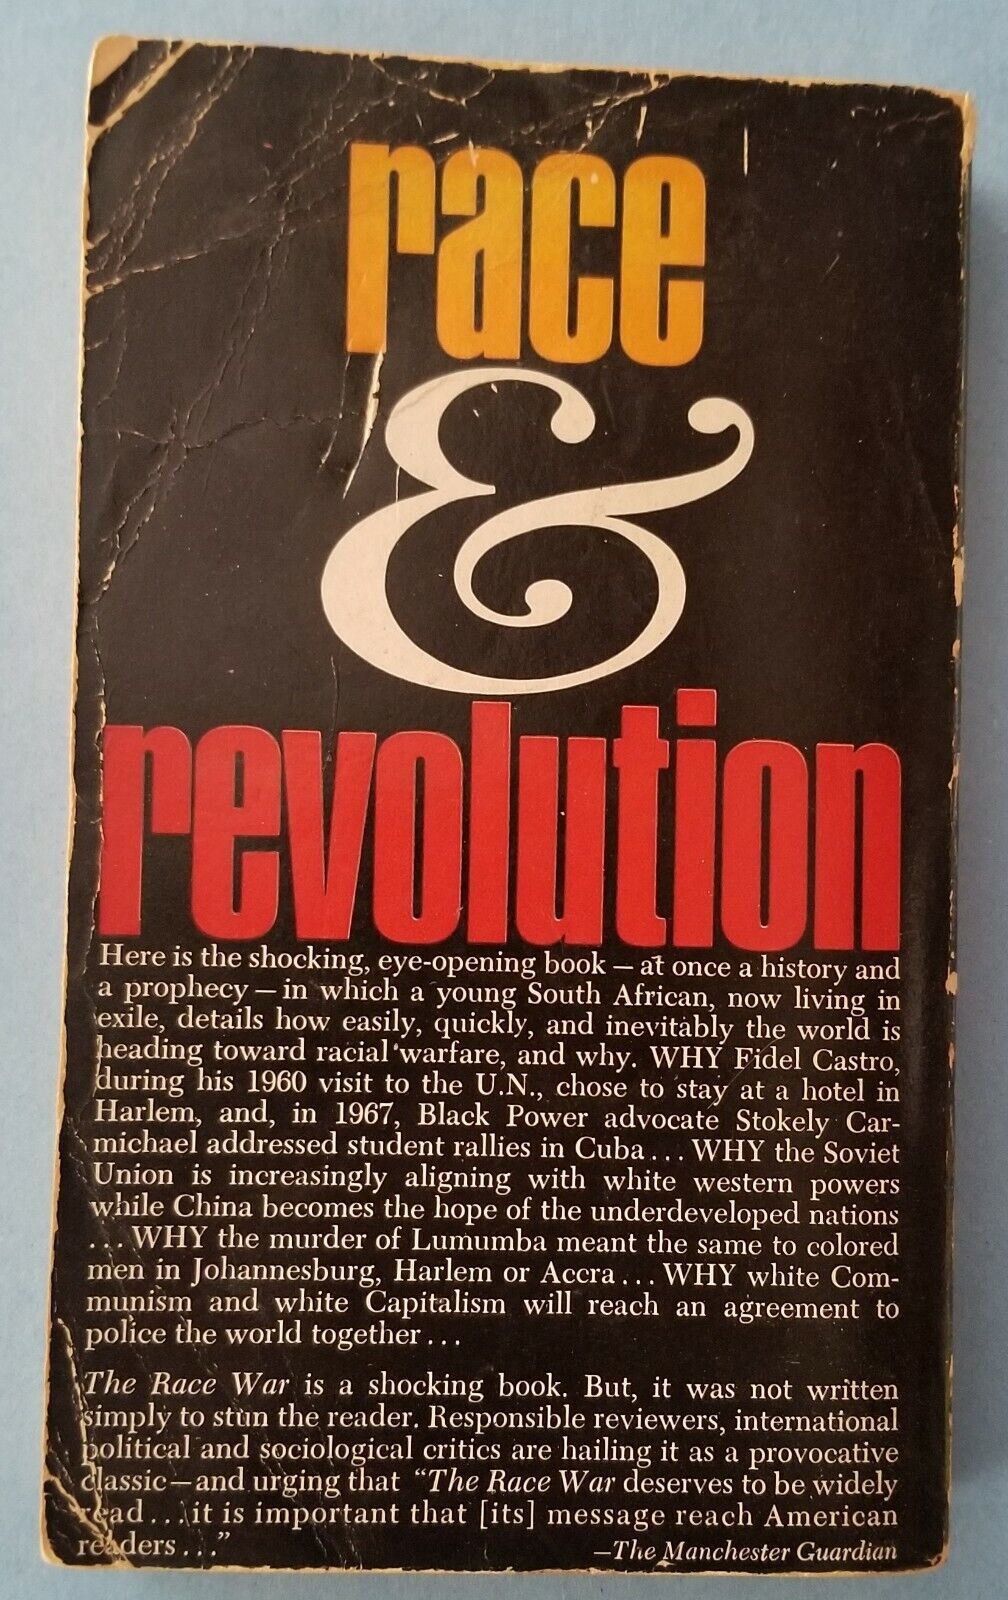 race
&
revolution
Here is the shocking, eye-opening book — at once a history and
a prophecy — in which a young South African, now living in
exile, details how easily, quickly, and inevitably the world is
heading toward racial warfare, and why. WHY Fidel Castro,
during his 1960 visit to the U.N., chose to stay at a hotel in
Harlem, and, in 1967, Black Power advocate Stokely Car-
michael addressed student rallies in Cuba... WHY the Soviet
Union is increasingly aligning with white western powers
while China becomes the hope of the underdeveloped nations
... WHY the murder of Lumumba meant the same to colored
men in Johannesburg, Harlem or Accra... WHY white Com-
munism and white Capitalism will reach an agreement to
police the world together...
The Race War is a shocking book. But, it was not written
simply to stun the reader. Responsible reviewers, international
political and sociological critics are hailing it as a provocative
classic—and urging that "The Race War deserves to be widely
read...it is important that [its] message reach American
readers..."
—The Manchester Guardian